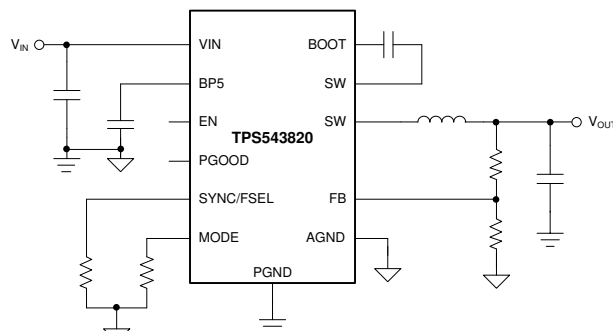 VIN
VIN
BOOT
BP5
SW
EN
SW
VOUT
TPS543820
PGOOD
SYNC/FSEL
FB
MODE
AGND
PGND